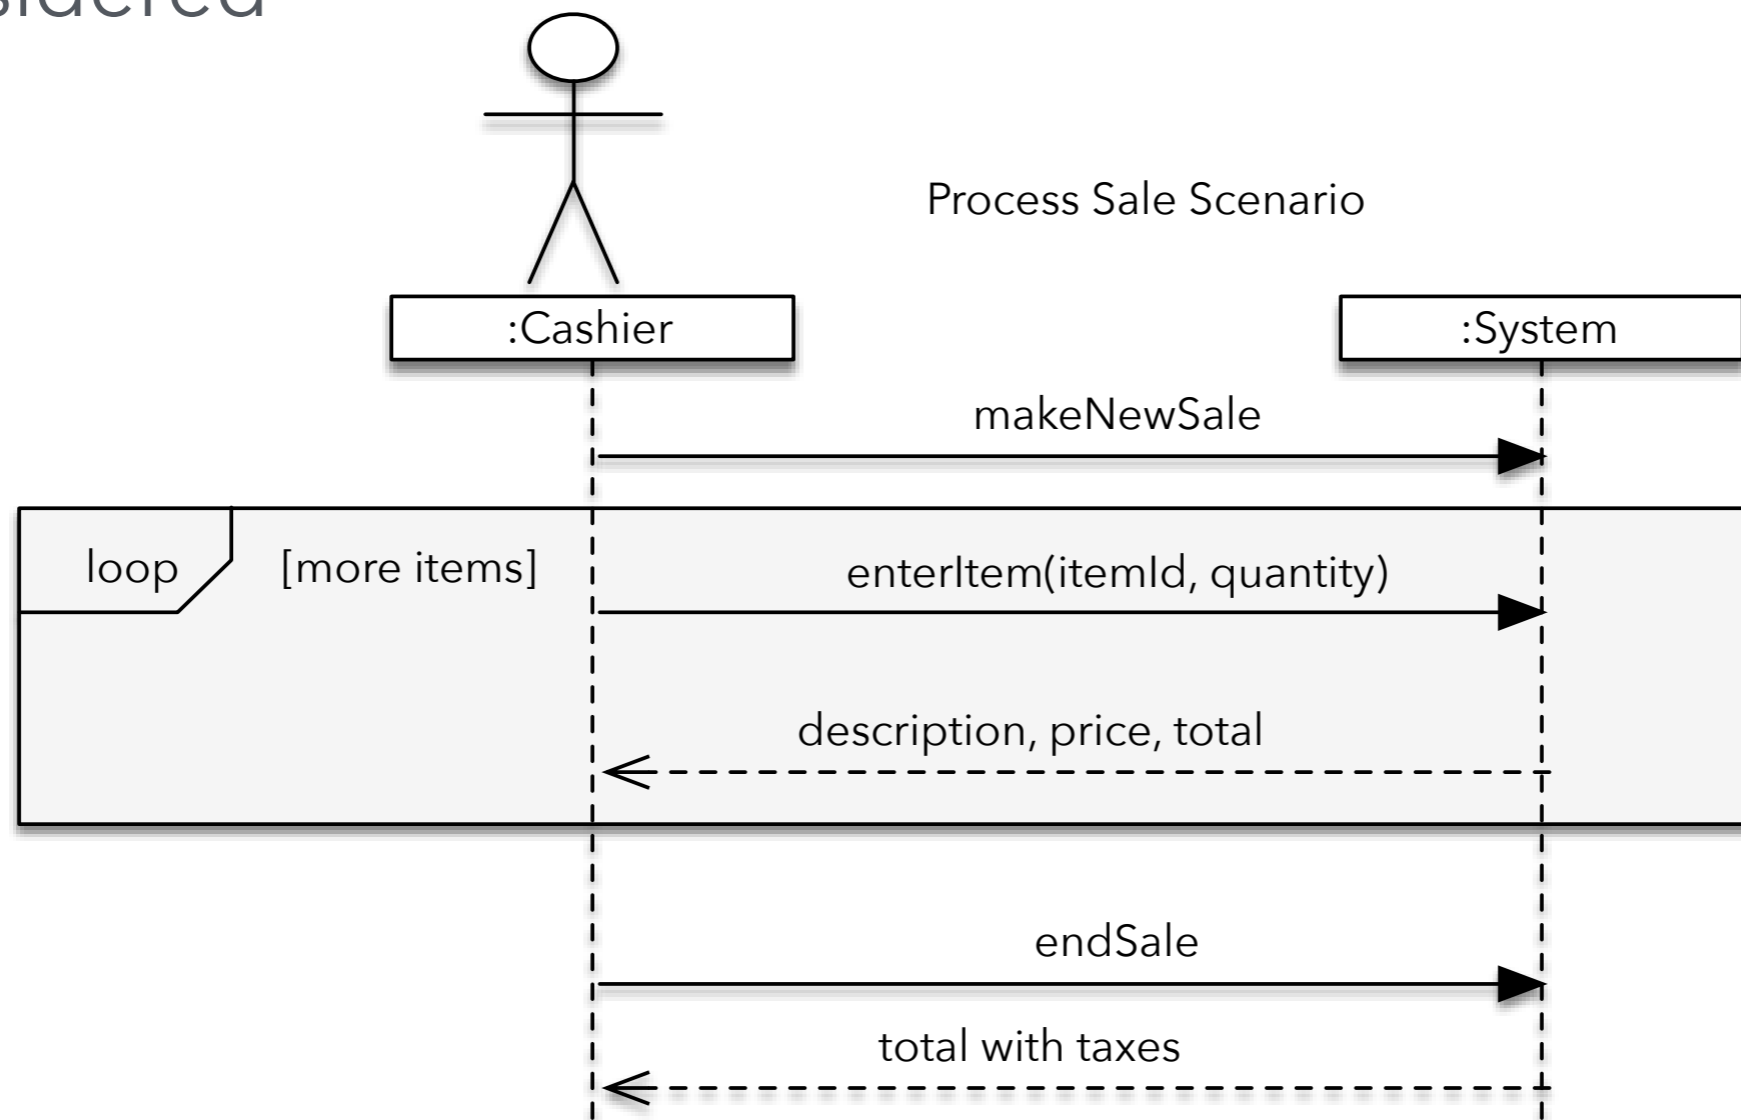 Process Sale Scenario
:Cashier
:System
makeNewSale
loop
[more items]
enterItem(itemId, quantity)
description, price, total
endSale
total with taxes